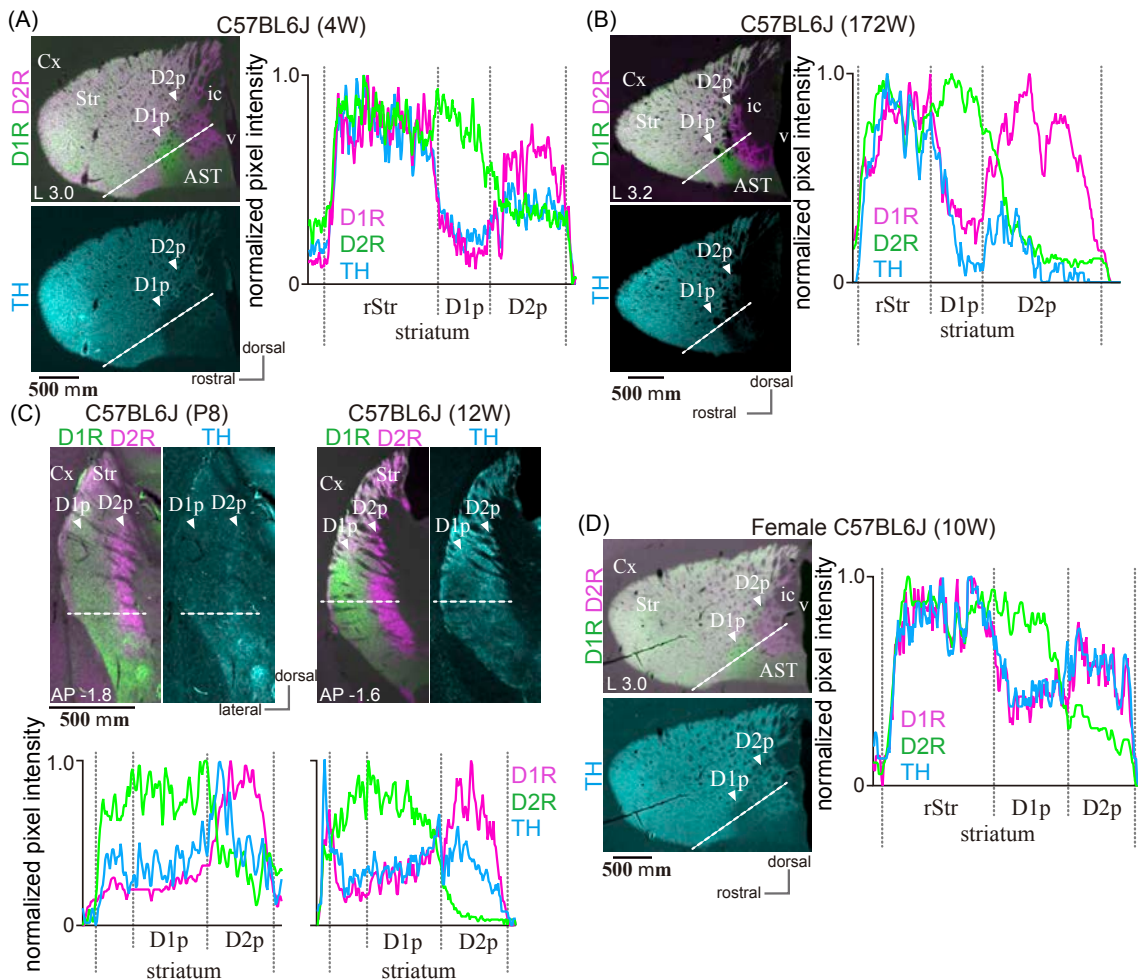 (A)
C57BL6J (4W)
D1R D2R
Cx
Str
D2p
D1p
ic
v
AST
L 3.0
TH
D2p
D1p
500 mm
dorsal
rostral
normalized pixel intensity
1.0
0
D1R
D2R
TH
rStr
D1p
D2p
striatum
(B)
C57BL6J (172W)
D1R D2R
Cx
Str
D2p
D1p
ic
v
AST
L 3.2
TH
D2p
D1p
500 mm
dorsal
rostral
normalized pixel intensity
1.0
0
D1R
D2R
TH
rStr
D1p
D2p
striatum
(C)
C57BL6J (P8)
D1R D2R
TH
Cx
Str
D1p
D2p
D1p
D2p
AP -1.8
500 mm
dorsal
lateral
C57BL6J (12W)
D1R D2R
TH
Cx
Str
D2p
D1p
D2p
D1p
AP -1.6
normalized pixel intensity
1.0
0
D1p
D2p
striatum
D1p
D2p
striatum
D1R
D2R
TH
(D)
Female C57BL6J (10W)
D1R D2R
Cx
Str
D2p
D1p
ic
v
AST
L 3.0
TH
D2p
D1p
500 mm
dorsal
rostral
normalized pixel intensity
1.0
0
D1R
D2R
TH
rStr
D1p
D2p
striatum